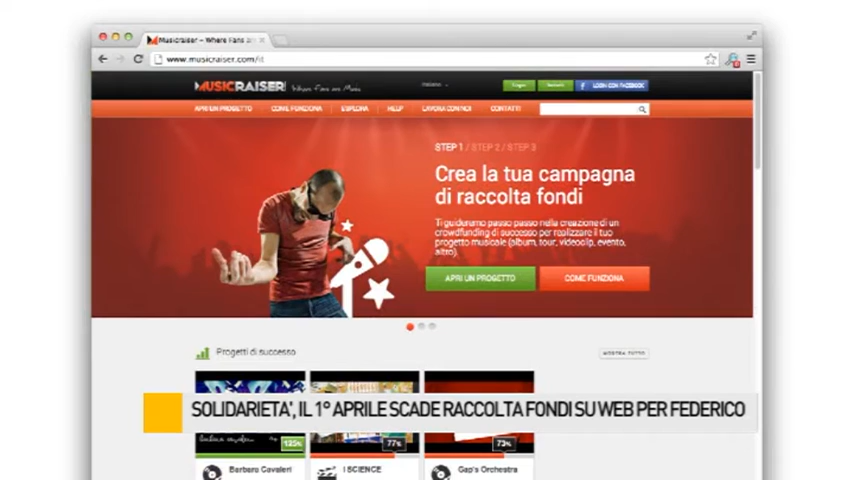 Musicraiser – Where Fans are
www.musicraiser.com/it
MUSICRAISER Where Fans are Music
Italiano
LOGIN CON FACEBOOK
APRI UN PROGETTO COME FUNZIONA ESPLORA HELP LAVORA CON NOI CONTATTI
STEP 1 / STEP 2 / STEP 3
Crea la tua campagna
di raccolta fondi
Ti guideremo passo passo nella creazione di un
crowdfunding di successo per realizzare il tuo
progetto musicale (album, tour, videoclip, evento,
altro).
APRI UN PROGETTO COME FUNZIONA
Progetti di successo
MOSTRA TUTTO
SOLIDARIETA', IL 1° APRILE SCADE RACCOLTA FONDI SU WEB PER FEDERICO
125% 77% 73%
Barbara Cavaleri I SCIENCE Gap's Orchestra